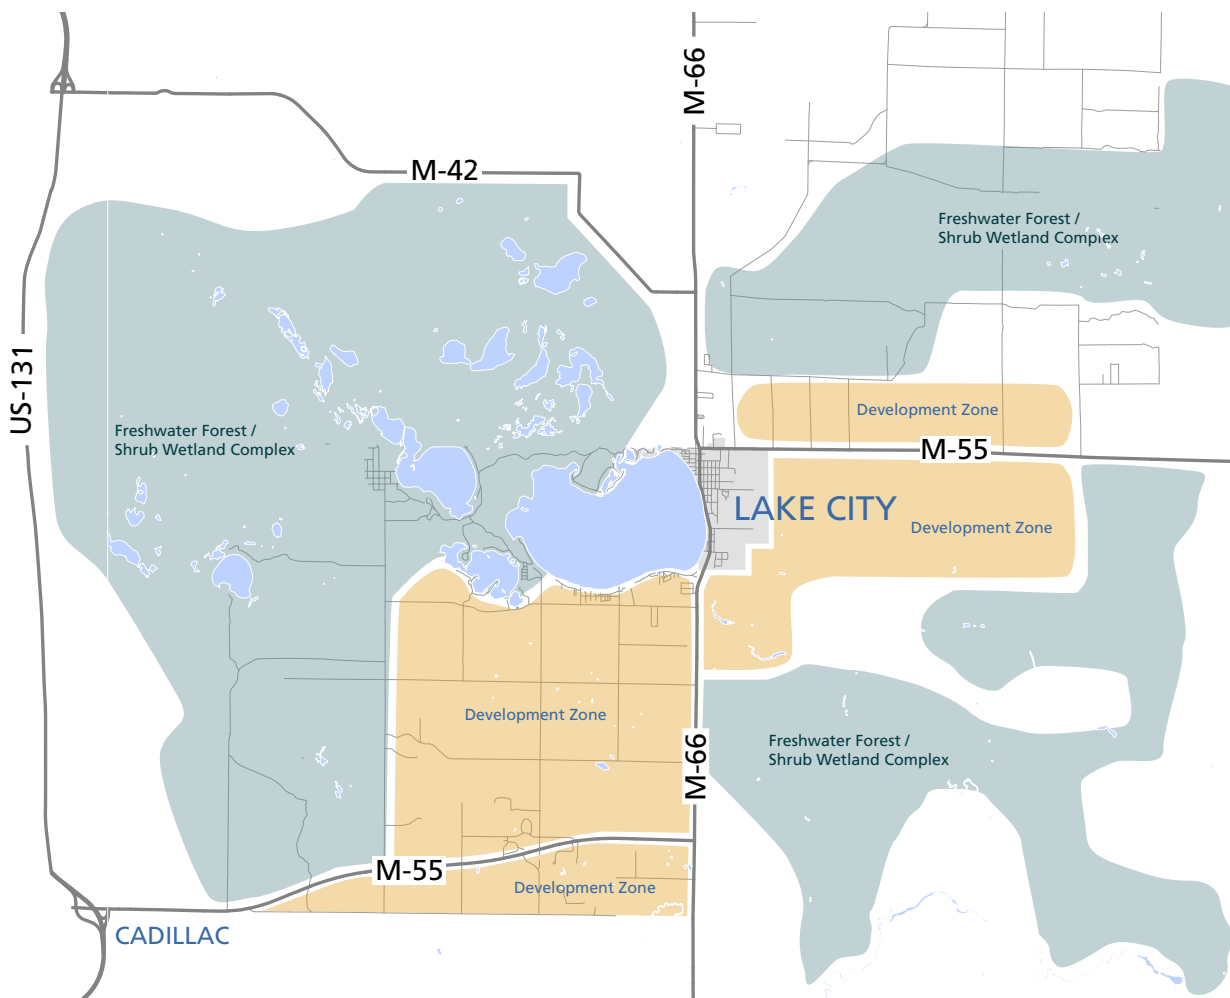 M-66
M-42
Freshwater Forest /
Shrub Wetland Complex
US-131
Development Zone
Freshwater Forest /
Shrub Wetland Complex
M-55
LAKE CITY
Development Zone
Development Zone
Freshwater Forest /
Shrub Wetland Complex
M-66
M-55
Development Zone
CADILLAC